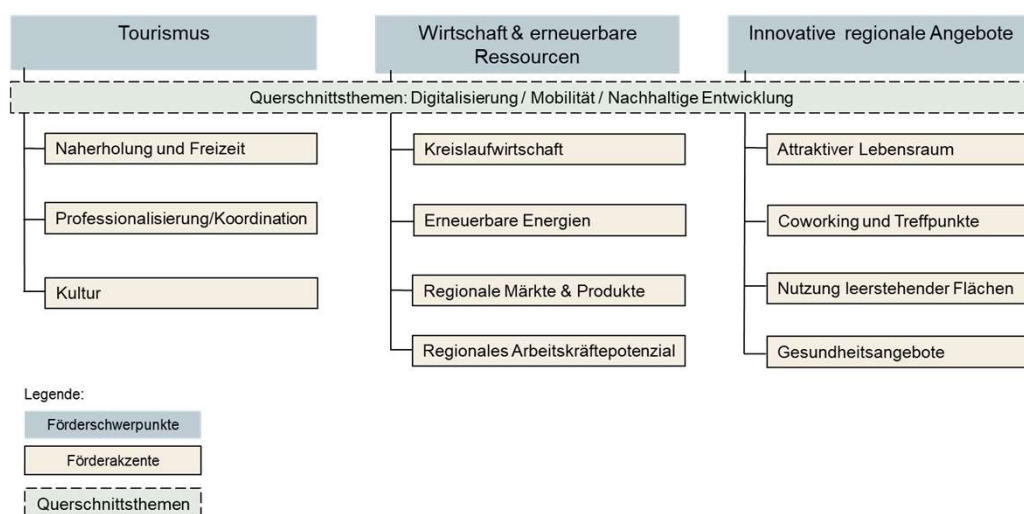 Tourismus
Wirtschaft & erneuerbare
Ressourcen
Innovative regionale Angebote
Querschnittsthemen: Digitalisierung / Mobilität / Nachhaltige Entwicklung
Naherholung und Freizeit
Professionalisierung/Koordination
Kultur
Kreislaufwirtschaft
Erneuerbare Energien
Regionale Märkte & Produkte
Regionales Arbeitskräftepotenzial
Attraktiver Lebensraum
Coworking und Treffpunkte
Nutzung leerstehender Flächen
Gesundheitsangebote
Legende:
Förderschwerpunkte
Förderakzente
Querschnittsthemen